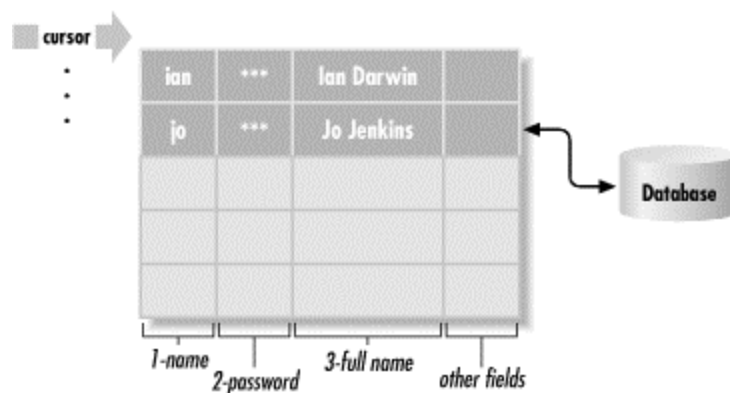 cursor
ian *** Ian Darwin
jo *** Jo Jenkins
Database
1-name
2-password
3-full name
other fields